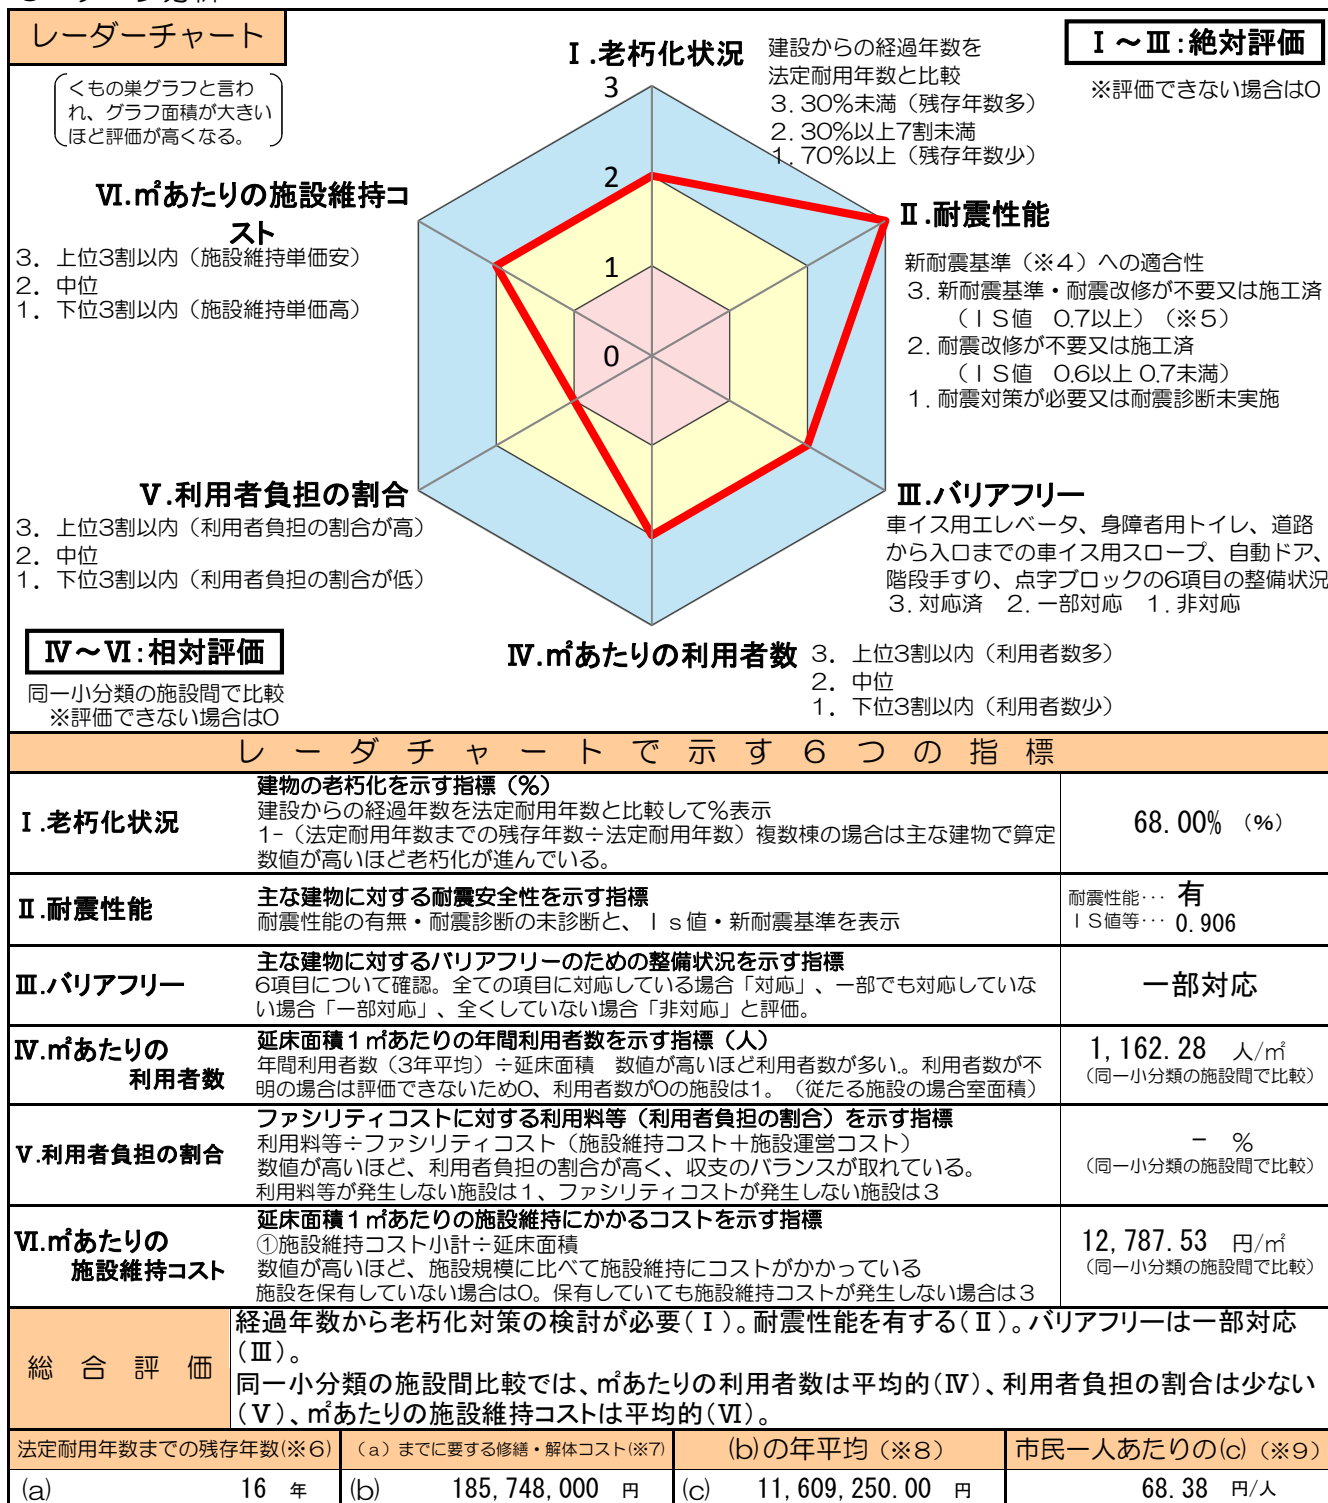 レーダーチャート
くもの巣グラフと言わ
れ、グラフ面積が大きい
ほど評価が高くなる。
Ⅰ.老朽化状況
建設からの経過年数を
法定耐用年数と比較
3.30%未満（残存年数多）
2.30%以上7割未満
1.70%以上（残存年数少）
Ⅰ～Ⅲ:絶対評価
※評価できない場合は0
3
2
1
0
Ⅱ.耐震性能
新耐震基準（※4）への適合性
3.新耐震基準・耐震改修が不要又は施工済
（ＩＳ値　0.7以上）（※5）
2.耐震改修が不要又は施工済
（ＩＳ値　0.6以上 0.7未満）
1.耐震対策が必要又は耐震診断未実施
Ⅲ.バリアフリー
車イス用エレベータ、身障者用トイレ、道路
から入口までの車イス用スロープ、自動ドア、
階段手すり、点字ブロックの6項目の整備状況
3.対応済　2.一部対応　1.非対応
Ⅳ.㎡あたりの利用者数
3. 上位3割以内（利用者数多）
2. 中位
1. 下位3割以内（利用者数少）
Ⅵ.㎡あたりの施設維持コ
スト
3. 上位3割以内（施設維持単価安）
2. 中位
1. 下位3割以内（施設維持単価高）
Ⅴ.利用者負担の割合
3. 上位3割以内（利用者負担の割合が高）
2. 中位
1. 下位3割以内（利用者負担の割合が低）
Ⅳ～Ⅵ:相対評価
同一小分類の施設間で比較
※評価できない場合は0
レーダチャートで示す６つの指標
Ⅰ.老朽化状況
建物の老朽化を示す指標（%）
建設からの経過年数を法定耐用年数と比較して%表示
1-（法定耐用年数までの残存年数÷法定耐用年数）複数棟の場合は主な建物で算定
数値が高いほど老朽化が進んでいる。
68.00% （%）
Ⅱ.耐震性能
主な建物に対する耐震安全性を示す指標
耐震性能の有無・耐震診断の未診断と、Ｉｓ値・新耐震基準を表示
耐震性能… 有
ＩＳ値等… 0.906
Ⅲ.バリアフリー
主な建物に対するバリアフリーのための整備状況を示す指標
6項目について確認。全ての項目に対応している場合「対応」、一部でも対応していな
い場合「一部対応」、全くしていない場合「非対応」と評価。
一部対応
Ⅳ.㎡あたりの
利用者数
延床面積１㎡あたりの年間利用者数を示す指標（人）
年間利用者数（3年平均）÷延床面積　数値が高いほど利用者数が多い。利用者数が不
明の場合は評価できないため0、利用者数が0の施設は1。（従たる施設の場合室面積）
1,162.28 人/㎡
（同一小分類の施設間で比較）
Ⅴ.利用者負担の割合
ファシリティコストに対する利用料等（利用者負担の割合）を示す指標
利用料等÷ファシリティコスト（施設維持コスト＋施設運営コスト）
数値が高いほど、利用者負担の割合が高く、収支のバランスが取れている。
利用料等が発生しない施設は１、ファシリティコストが発生しない施設は３
－ %
（同一小分類の施設間で比較）
Ⅵ.㎡あたりの
施設維持コスト
延床面積１㎡あたりの施設維持にかかるコストを示す指標
①施設維持コスト小計÷延床面積
数値が高いほど、施設規模に比べて施設維持にコストがかかっている
施設を保有していない場合は0。保有していても施設維持コストが発生しない場合は３
12,787.53 円/㎡
（同一小分類の施設間で比較）
総合評価
経過年数から老朽化対策の検討が必要(Ⅰ)。耐震性能を有する(Ⅱ)。バリアフリーは一部対応
(Ⅲ)。
同一小分類の施設間比較では、㎡あたりの利用者数は平均的(Ⅳ)、利用者負担の割合は少ない
(Ⅴ)、㎡あたりの施設維持コストは平均的(Ⅵ)。
法定耐用年数までの残存年数(※6)
（a）までに要する修繕・解体コスト(※7)
(b)の年平均（※8）
市民一人あたりの(c)（※9）
(a) 16 年
(b) 185,748,000 円
(c) 11,609,250.00 円
68.38 円/人